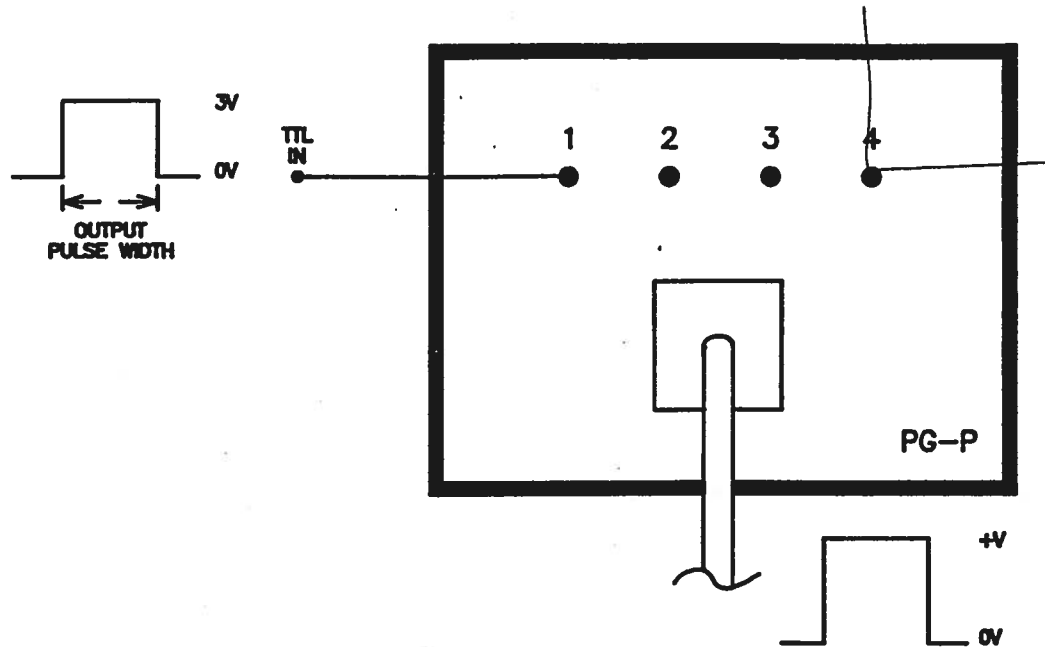 3V
TTL
IN
0V
OUTPUT
PULSE WIDTH
1 2 3 4
PG-P
+V
0V